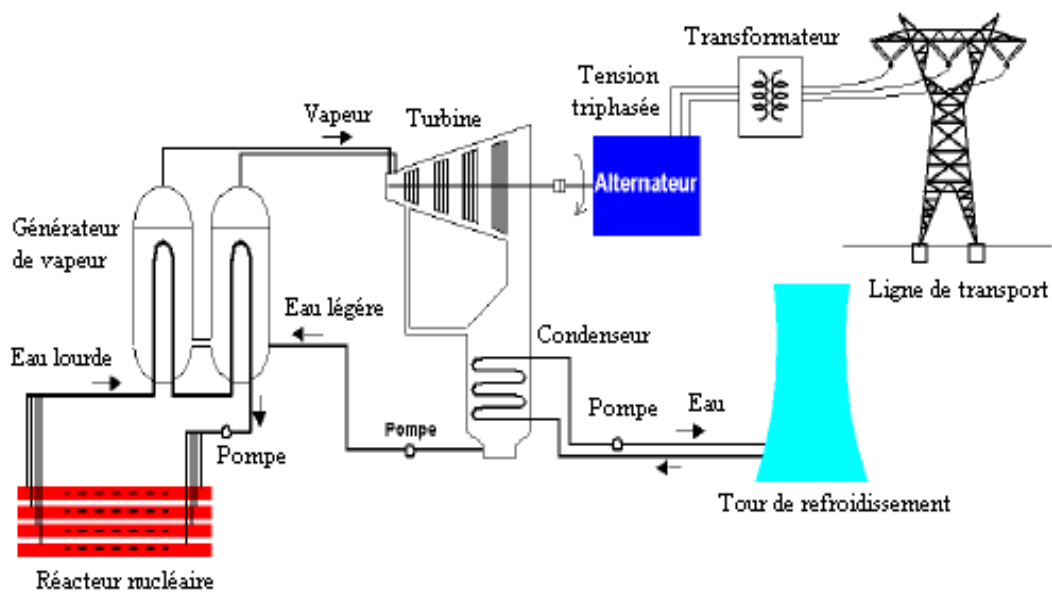 Transformateur
Tension
triphasée
Vapeur
Turbine
Alternateur
Générateur
de vapeur
Ligne de transport
Eau légére
Eau lourde
Condenseur
Pompe
Eau
Pompe
Pompe
Tour de refroidissement
Réacteur nucléaire